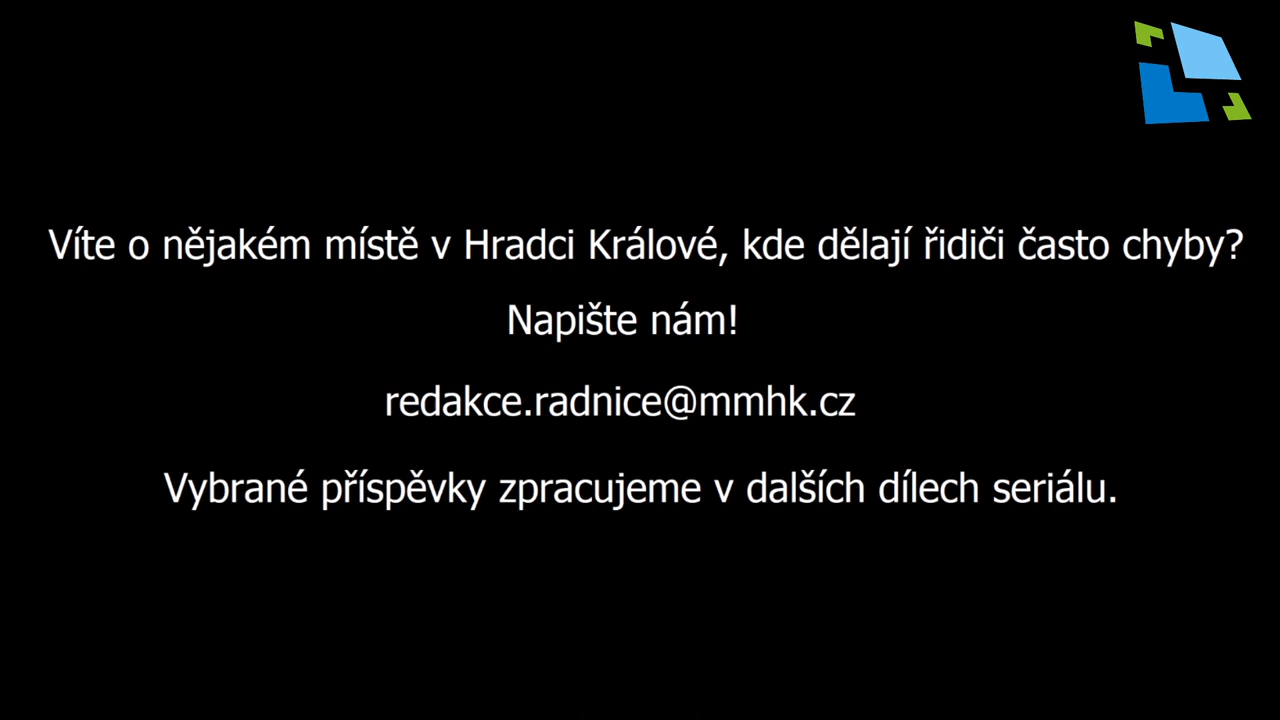 Víte o nějakém místě v Hradci Králové, kde dělají řidiči často chyby?
Napište nám!
redakce.radnice@mmhk.cz
Vybrané příspěvky zpracujeme v dalších dílech seriálu.